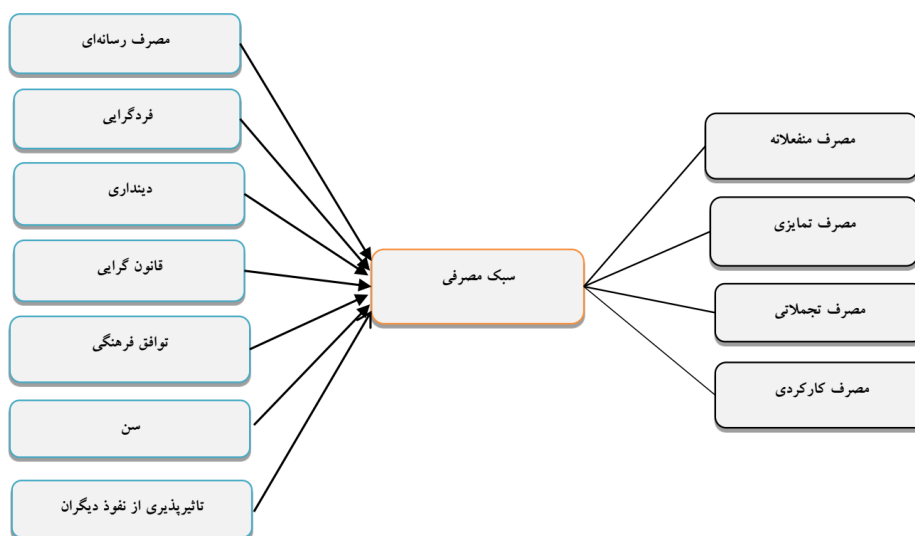 مصرف رسانه‌ای
فردگرایی
دینداری
قانون گرایی
توافق فرهنگی
سن
تاثیرپذیری از نفوذ دیگران
سبک مصرفی
مصرف منفعلانه
مصرف تمایزی
مصرف تجملاتی
مصرف کارکردی